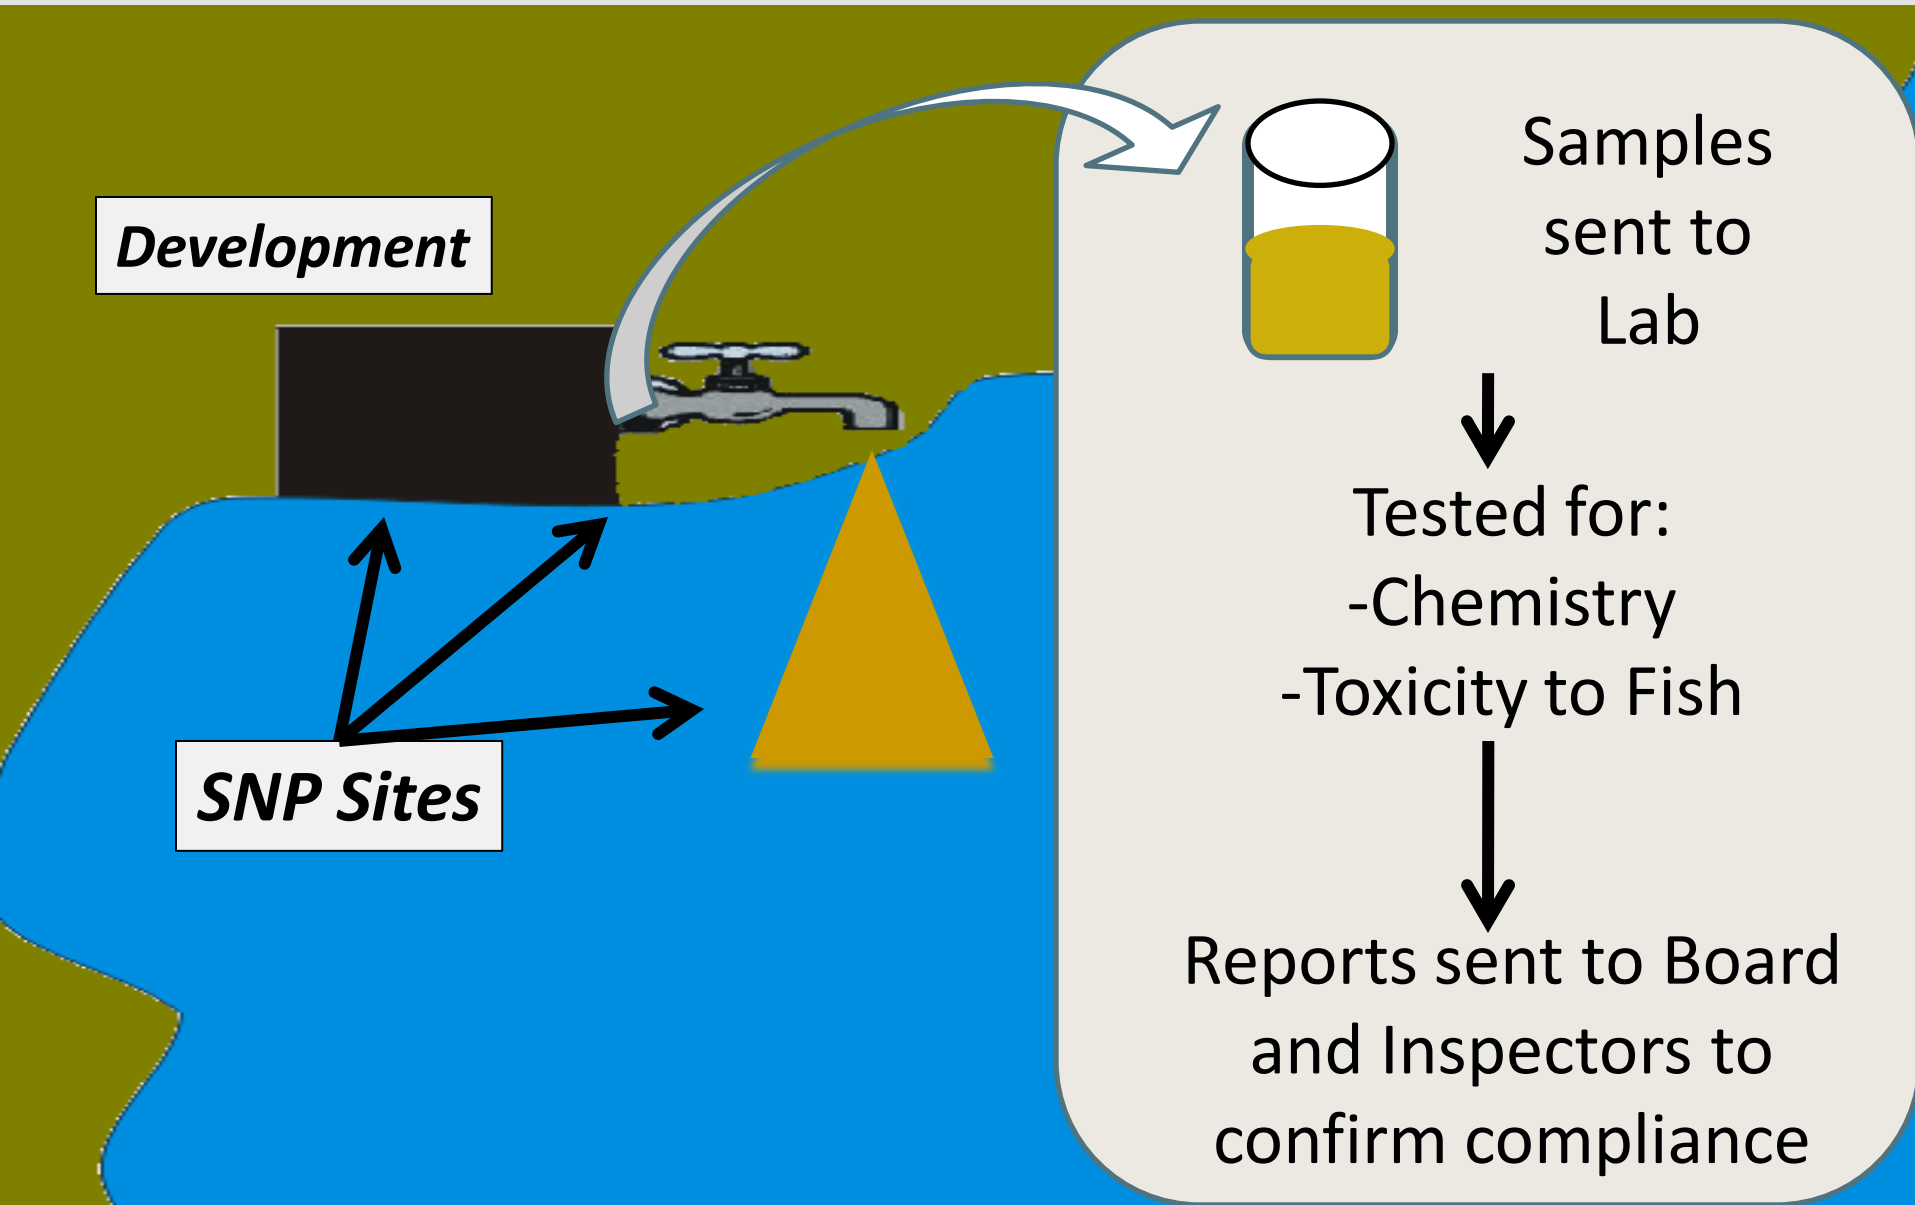 Development
SNP Sites
Samples
sent to
Lab
Tested for:
-Chemistry
-Toxicity to Fish
Reports sent to Board
and Inspectors to
confirm compliance